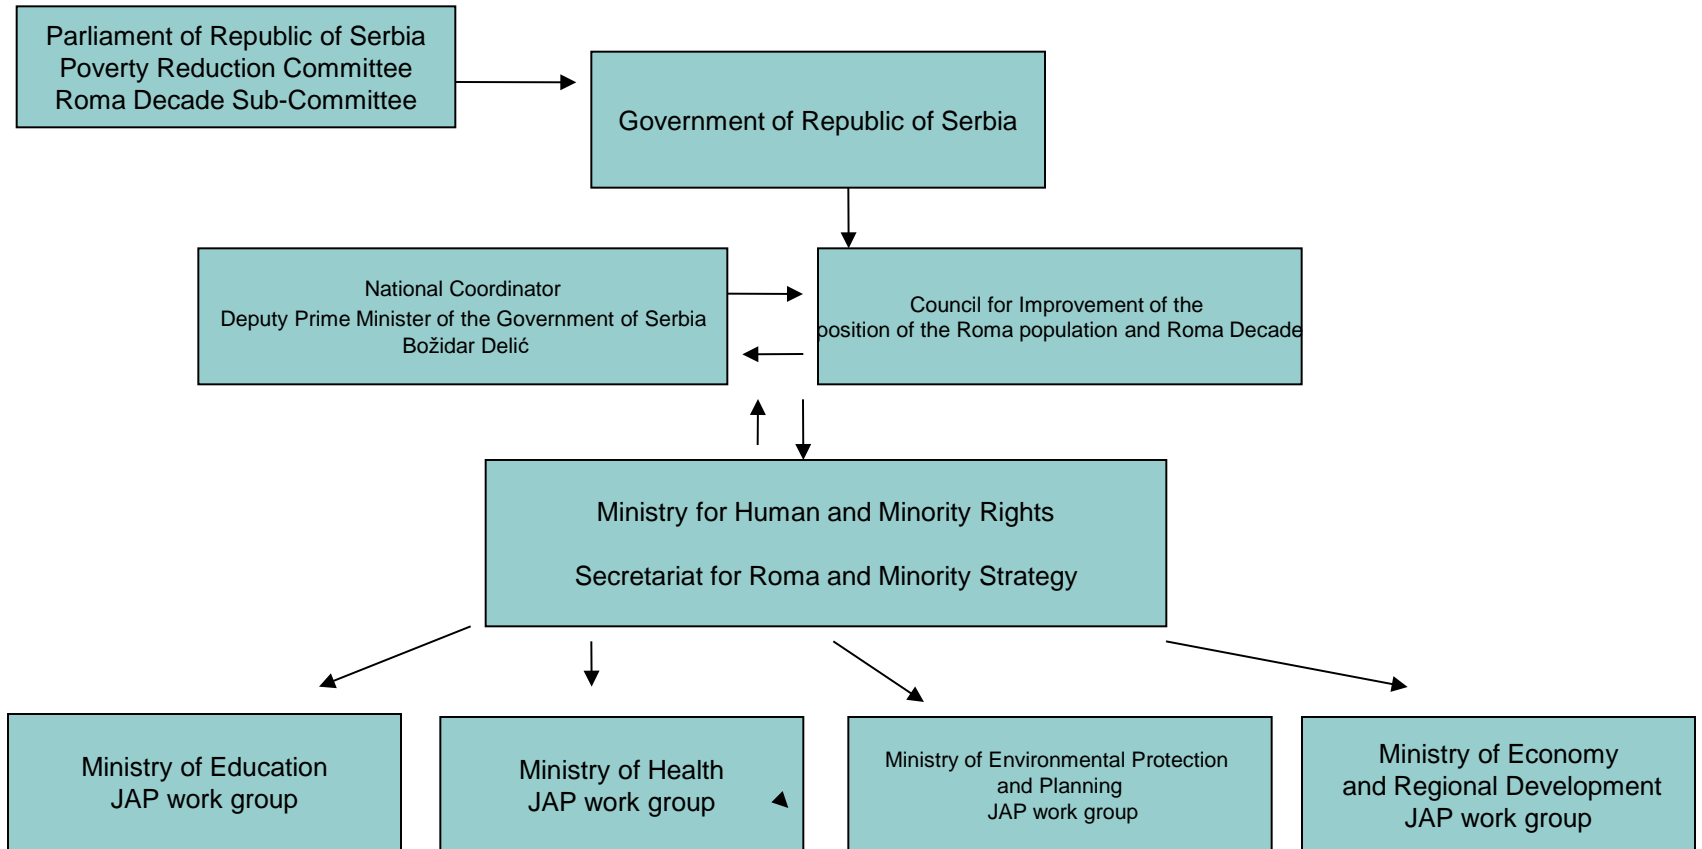 Parliament of Republic of Serbia
Poverty Reduction Committee
Roma Decade Sub-Committee
Government of Republic of Serbia
National Coordinator
Deputy Prime Minister of the Government of Serbia
Božidar Delić
Council for Improvement of the
position of the Roma population and Roma Decade
Ministry for Human and Minority Rights
Secretariat for Roma and Minority Strategy
Ministry of Education
JAP work group
Ministry of Health
JAP work group
Ministry of Environmental Protection
and Planning
JAP work group
Ministry of Economy
and Regional Development
JAP work group